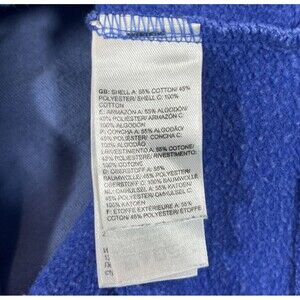 GB: SHELL A: 55% COTTON/ 45%
POLYESTER/ SHELL C: 100%
COTTON
E: ARMAZÓN A: 55% ALGODÓN/
45% POLIÉSTER/ ARMAZÓN C:
100% ALGODÓN
P: CONCHA A: 55% ALGODÃO/
45% POLIÉSTER/ CONCHA C:
100% ALGODÃO
I: RIVESTIMENTO A: 55% COTONE/
45% POLIESTERE/ RIVESTIMENTO
C: 100% COTONE
D: OBERSTOFF A: 55%
BAUMWOLLE/ 45% POLYESTER/
OBERSTOFF C: 100% BAUMWOLLE
NL: OMHULSEL A: 55% KATOEN/
45% POLYESTER/ OMHULSEL C:
100% KATOEN
F: ÉTOFFE EXTÉRIEURE A: 55%
COTON/ 45% POLYESTER/ ÉTOFFE